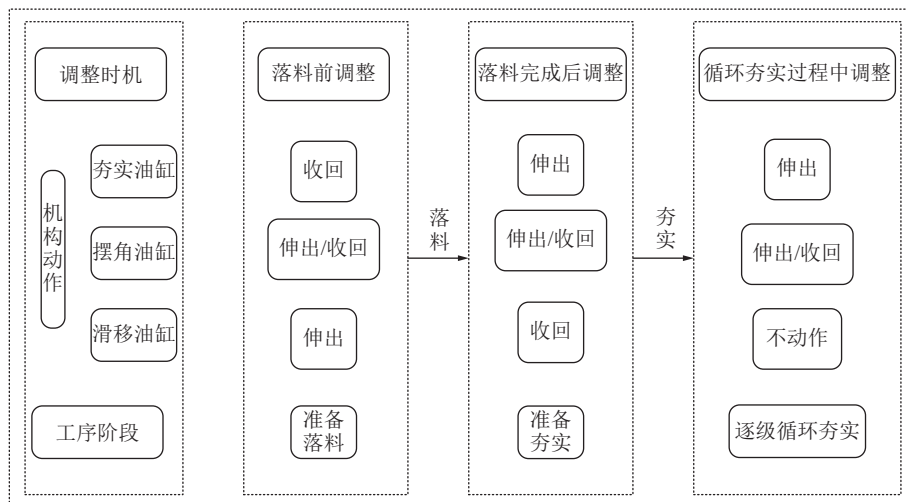 调整时机
机构动作
夯实油缸
摆角油缸
滑移油缸
工序阶段
落料前调整
收回
伸出/收回
伸出
准备
落料
落料
落料完成后调整
伸出
伸出/收回
收回
准备
夯实
夯实
循环夯实过程中调整
伸出
伸出/收回
不动作
逐级循环夯实